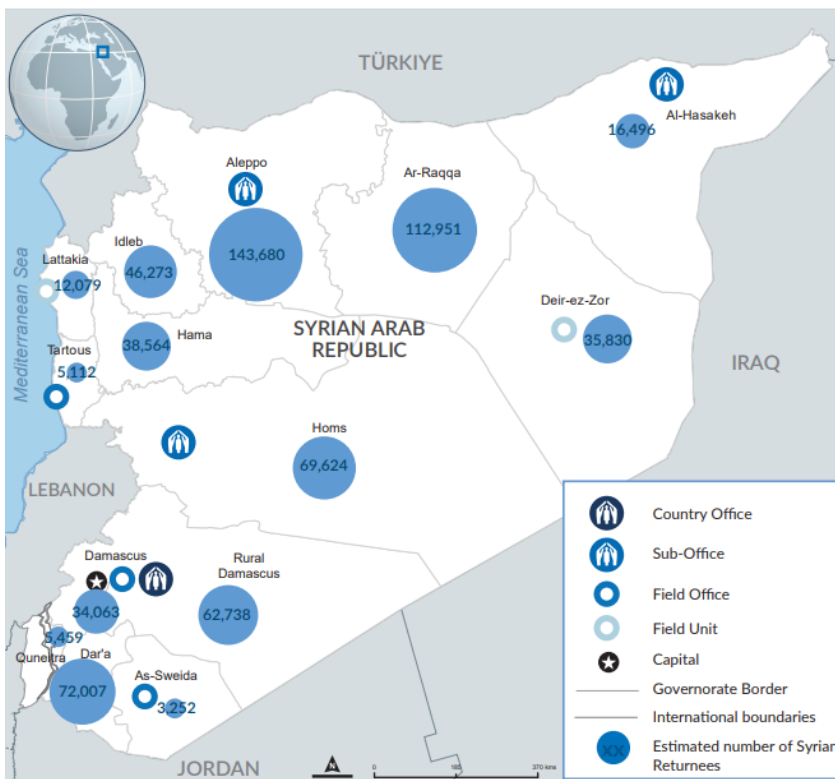 TÜRKIYE
Al-Hasakeh
16,496
Aleppo
Ar-Raqqa
112,951
143,680
Idleb
46,273
Lattakia
12,079
Mediterranean Sea
Deir-ez-Zor
35,830
SYRIAN ARAB
REPUBLIC
Hama
38,564
Tartous
5,112
IRAQ
Homs
69,624
LEBANON
Damascus
34,063
Rural
Damascus
62,738
5,459
Quneitra
Dar'a
72,007
As-Sweida
3,252
JORDAN
N
0 185 370 kms
Country Office
Sub-Office
Field Office
Field Unit
Capital
Governorate Border
International boundaries
xx
Estimated number of Syrian
Returnees